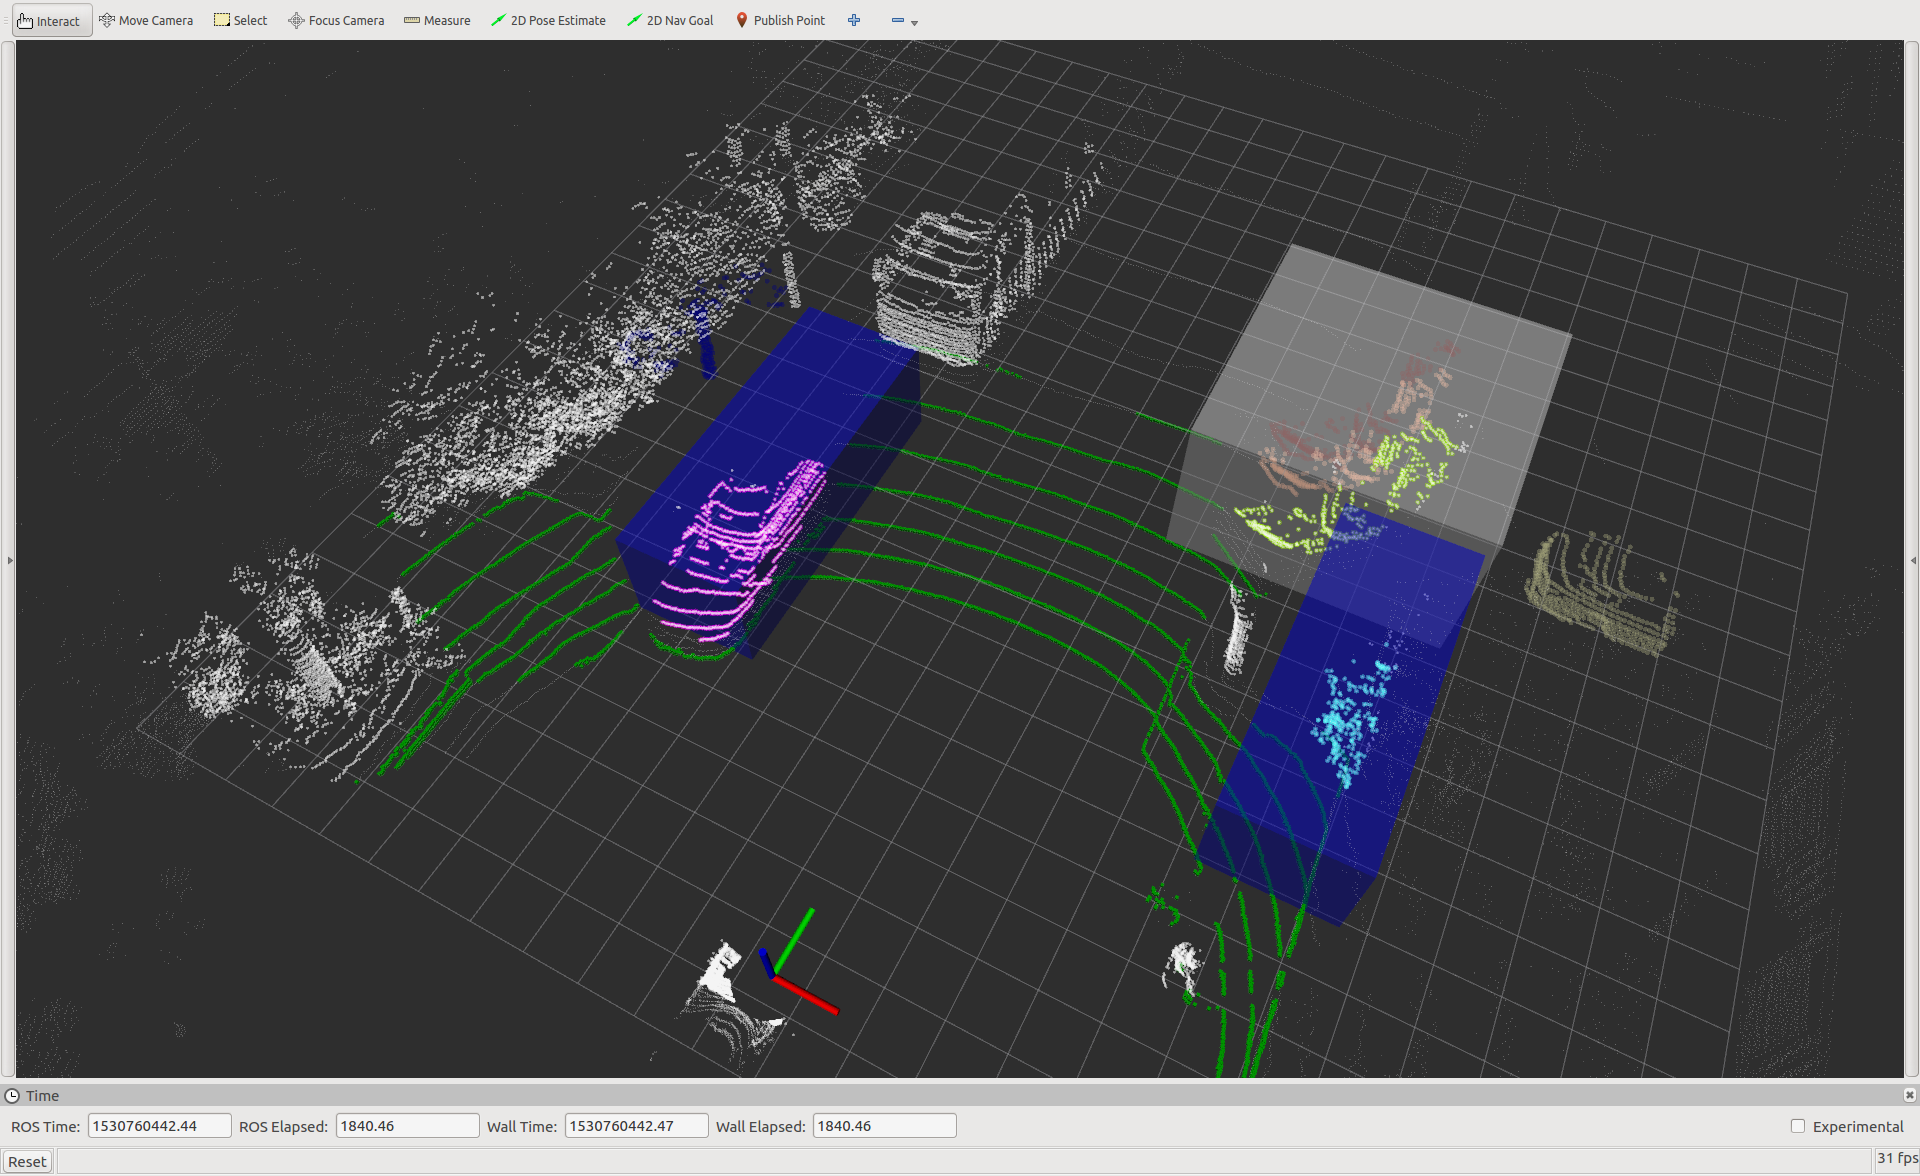 Interact Move Camera Select Focus Camera Measure 2D Pose Estimate 2D Nav Goal Publish Point
Time
ROS Time: 1530760442.44 ROS Elapsed: 1840.46 Wall Time: 1530760442.47 Wall Elapsed: 1840.46 Experimental
Reset 31 fps